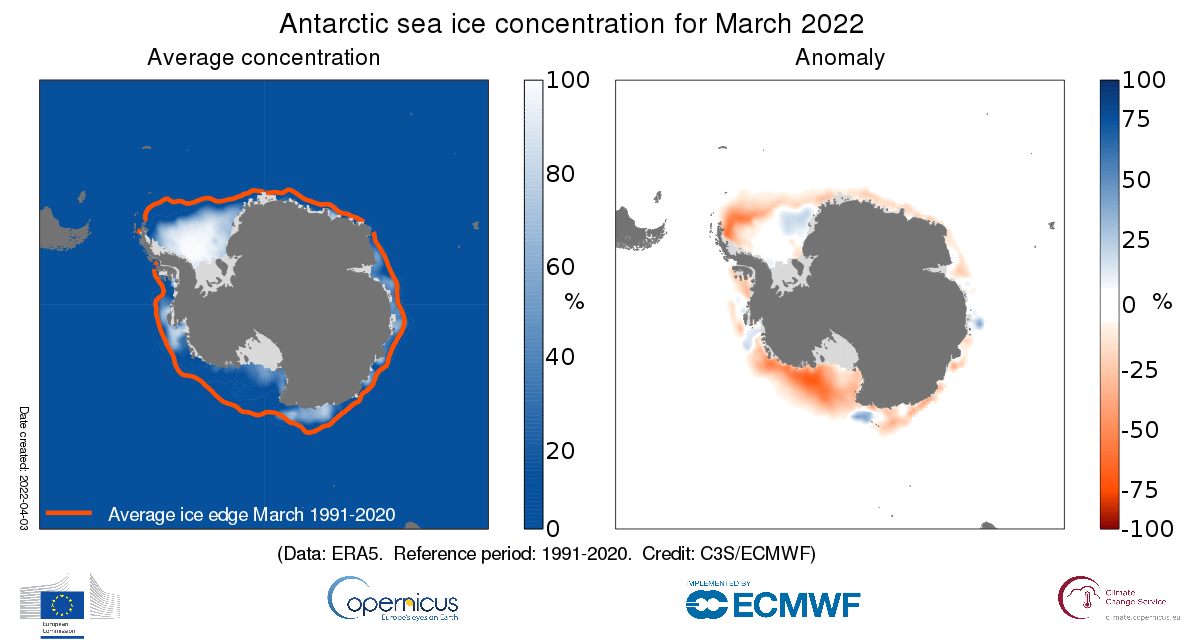 Antarctic sea ice concentration for March 2022
Average concentration
Anomaly
100
80
60
%
40
20
0
100
75
50
25
0 %
-25
-50
-75
-100
Date created: 2022-04-03
Average ice edge March 1991-2020
(Data: ERA5. Reference period: 1991-2020. Credit: C3S/ECMWF)
European
Commission
opernicus
Europe's eyes on Earth
IMPLEMENTED BY
ECMWF
Climate
Change Service
climate.copernicus.eu